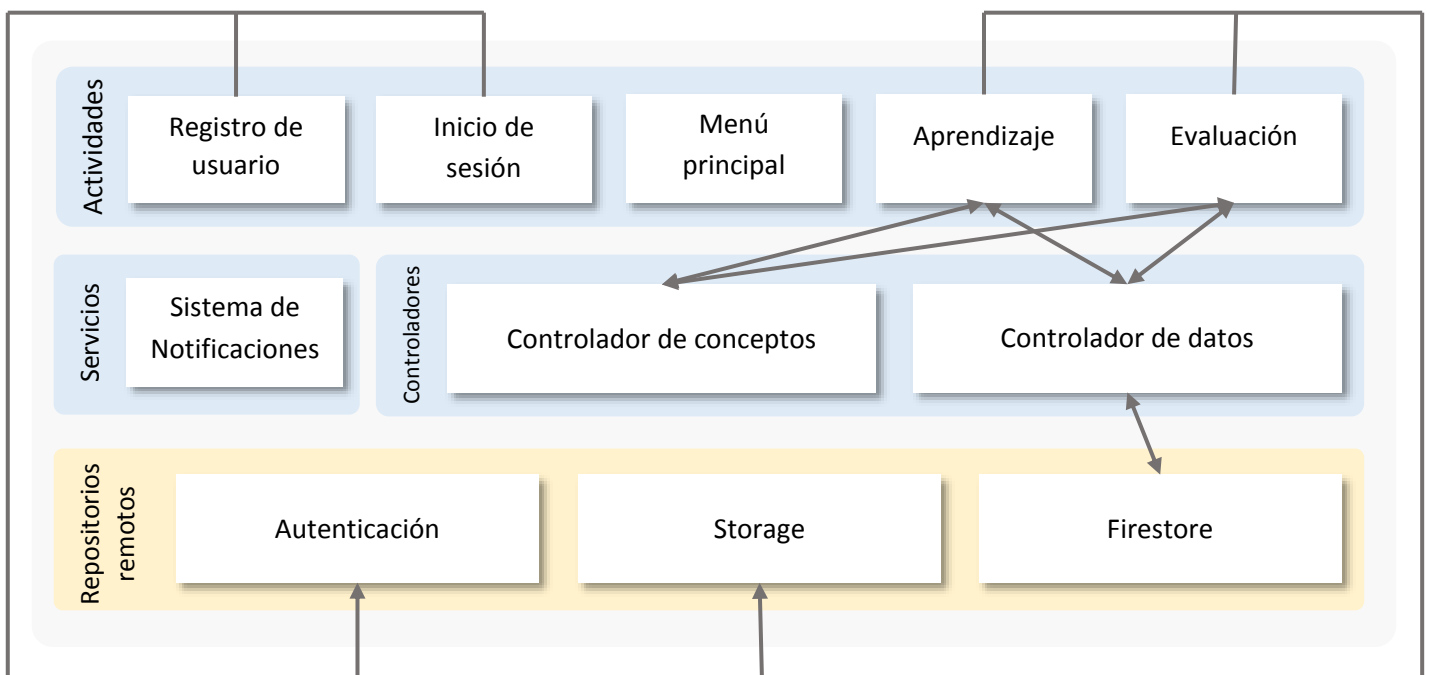 Actividades
Registro de
usuario
Inicio de
sesión
Menú
principal
Aprendizaje
Evaluación
Servicios
Sistema de
Notificaciones
Controladores
Controlador de conceptos
Controlador de datos
Repositorios
remotos
Autenticación
Storage
Firestore